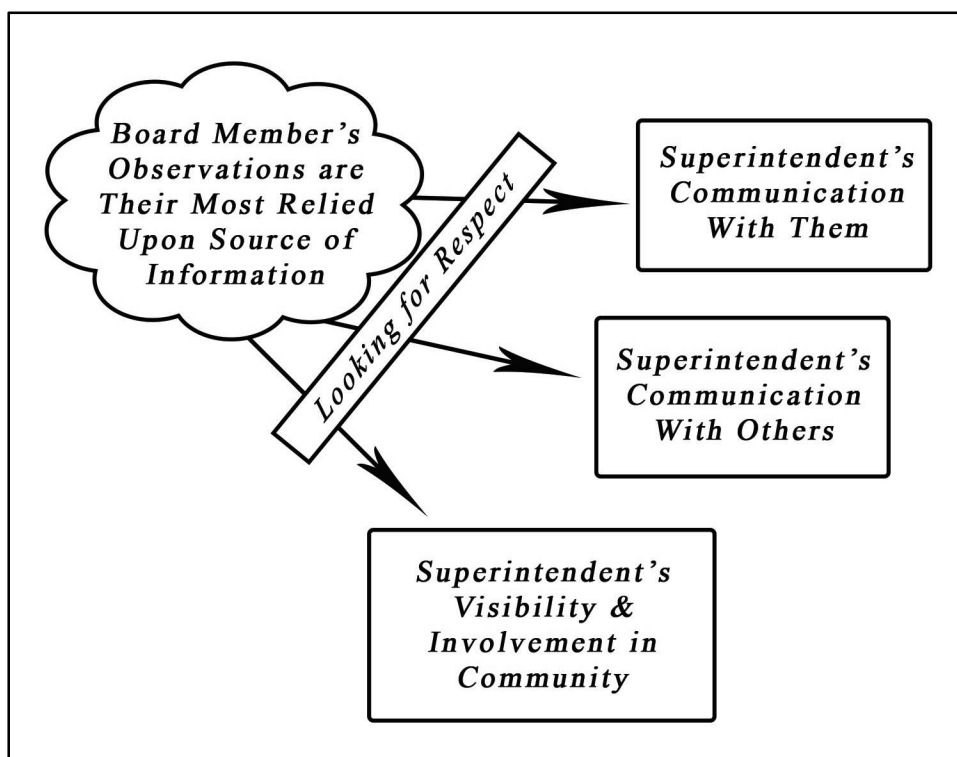 Board Member’s
Observations are
Their Most Relied
Upon Source of
Information
Looking for Respect
Superintendent’s
Communication
With Them
Superintendent’s
Communication
With Others
Superintendent’s
Visibility &
Involvement in
Community